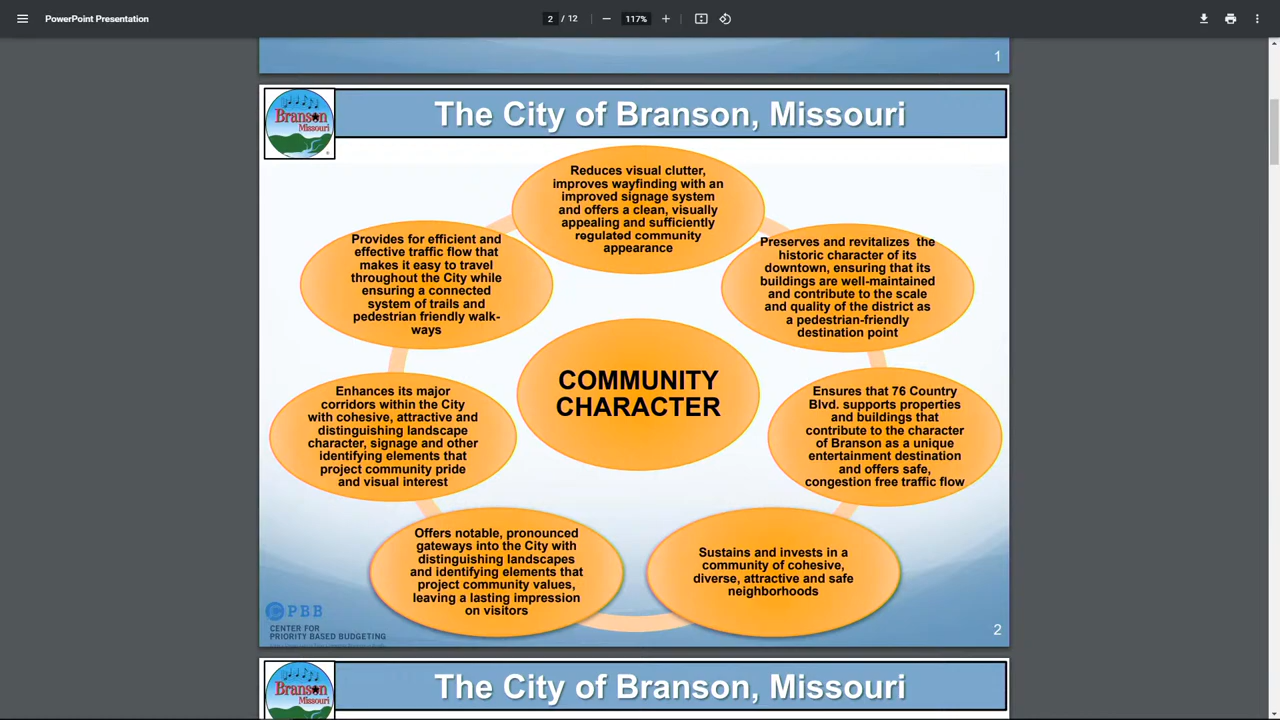 PowerPoint Presentation
2 / 12
117%
1
Branson
Missouri
The City of Branson, Missouri
Reduces visual clutter,
improves wayfinding with an
improved signage system
and offers a clean, visually
appealing and sufficiently
regulated community
appearance
Preserves and revitalizes the
historic character of its
downtown, ensuring that its
buildings are well-maintained
and contribute to the scale
and quality of the district as
a pedestrian-friendly
destination point
Ensures that 76 Country
Blvd. supports properties
and buildings that
contribute to the character
of Branson as a unique
entertainment destination
and offers safe,
congestion free traffic flow
Sustains and invests in a
community of cohesive,
diverse, attractive and safe
neighborhoods
Offers notable, pronounced
gateways into the City with
distinguishing landscapes
and identifying elements that
project community values,
leaving a lasting impression
on visitors
Enhances its major
corridors within the City
with cohesive, attractive and
distinguishing landscape
character, signage and other
identifying elements that
project community pride
and visual interest
Provides for efficient and
effective traffic flow that
makes it easy to travel
throughout the City while
ensuring a connected
system of trails and
pedestrian friendly walk-
ways
COMMUNITY
CHARACTER
PBB
CENTER FOR
PRIORITY BASED BUDGETING
2
Branson
Missouri
The City of Branson, Missouri